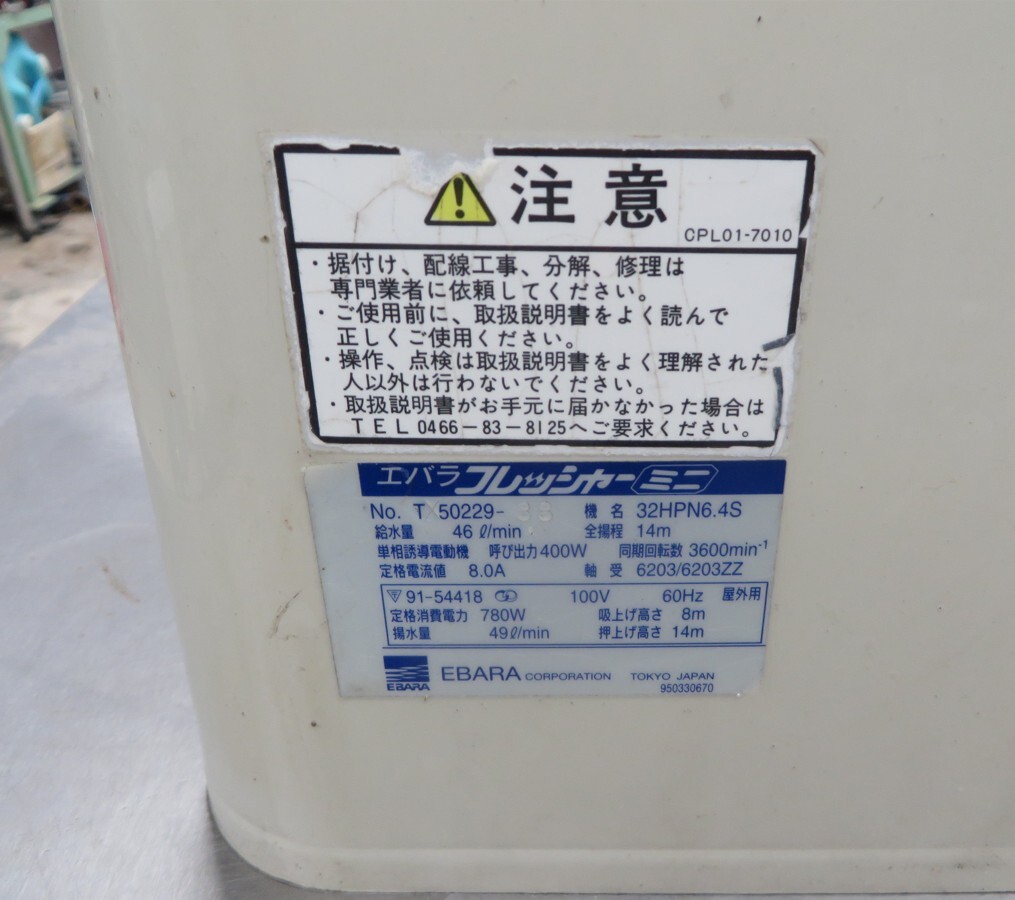 注意
CPL01-7010
・据付け、配線工事、分解、修理は
専門業者に依頼してください。
・ご使用前に、取扱説明書をよく読んで
正しくご使用ください。
・操作、点検は取扱説明書をよく理解された
人以外は行わないでください。
・取扱説明書がお手元に届かなかった場合は
TEL 0466-83-8125へご要求ください。
エバラフレッシャーミニ
No. T 50229- 機名 32HPN6.4S
給水量 46 ℓ/min 全揚程 14m
単相誘導電動機 呼び出力 400W 同期回転数 3600min⁻¹
定格電流値 8.0A 軸受 6203/6203ZZ
91-54418 100V 60Hz 屋外用
定格消費電力 780W 吸上げ高さ 8m
揚水量 49ℓ/min 押上げ高さ 14m
EBARA EBARA CORPORATION TOKYO JAPAN
950330670